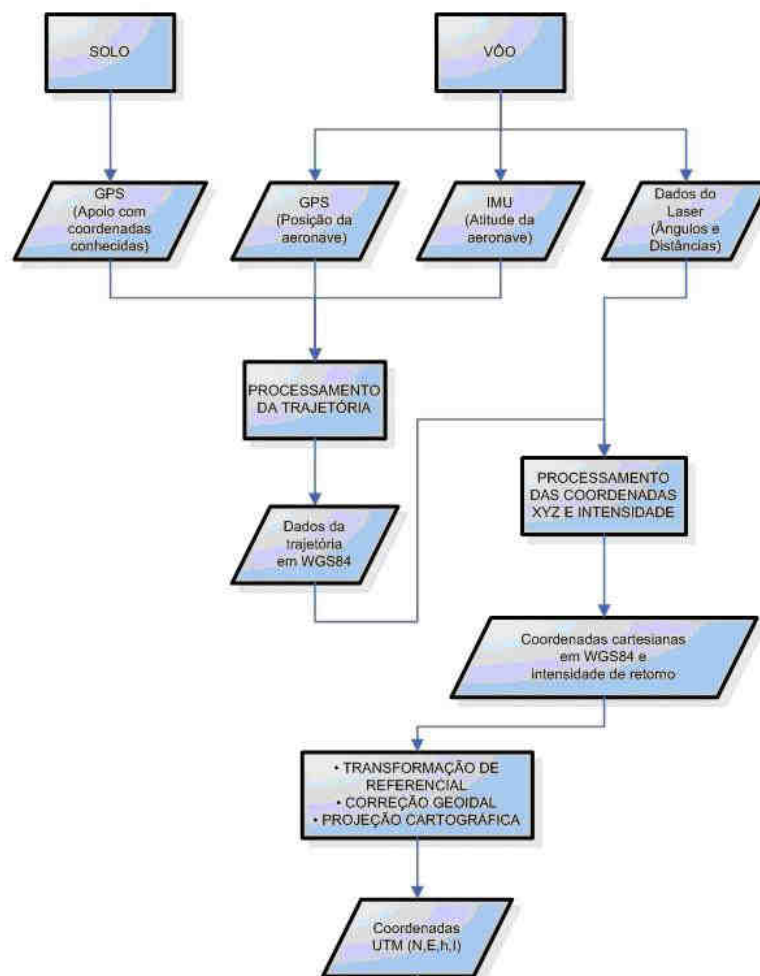 SOLO
VÔO
GPS
(Apoio com
coordenadas
conhecidas)
GPS
(Posição da
aeronave)
IMU
(Atitude da
aeronave)
Dados do
Laser
(Ângulos e
Distâncias)
PROCESSAMENTO
DA TRAJETÓRIA
PROCESSAMENTO
DAS COORDENADAS
XYZ E INTENSIDADE
Dados da
trajetória
em WGS84
Coordenadas cartesianas
em WGS84 e
intensidade de retorno
• TRANSFORMAÇÃO DE
REFERENCIAL
• CORREÇÃO GEOIDAL
• PROJEÇÃO CARTOGRÁFICA
Coordenadas
UTM (N,E,h,I)